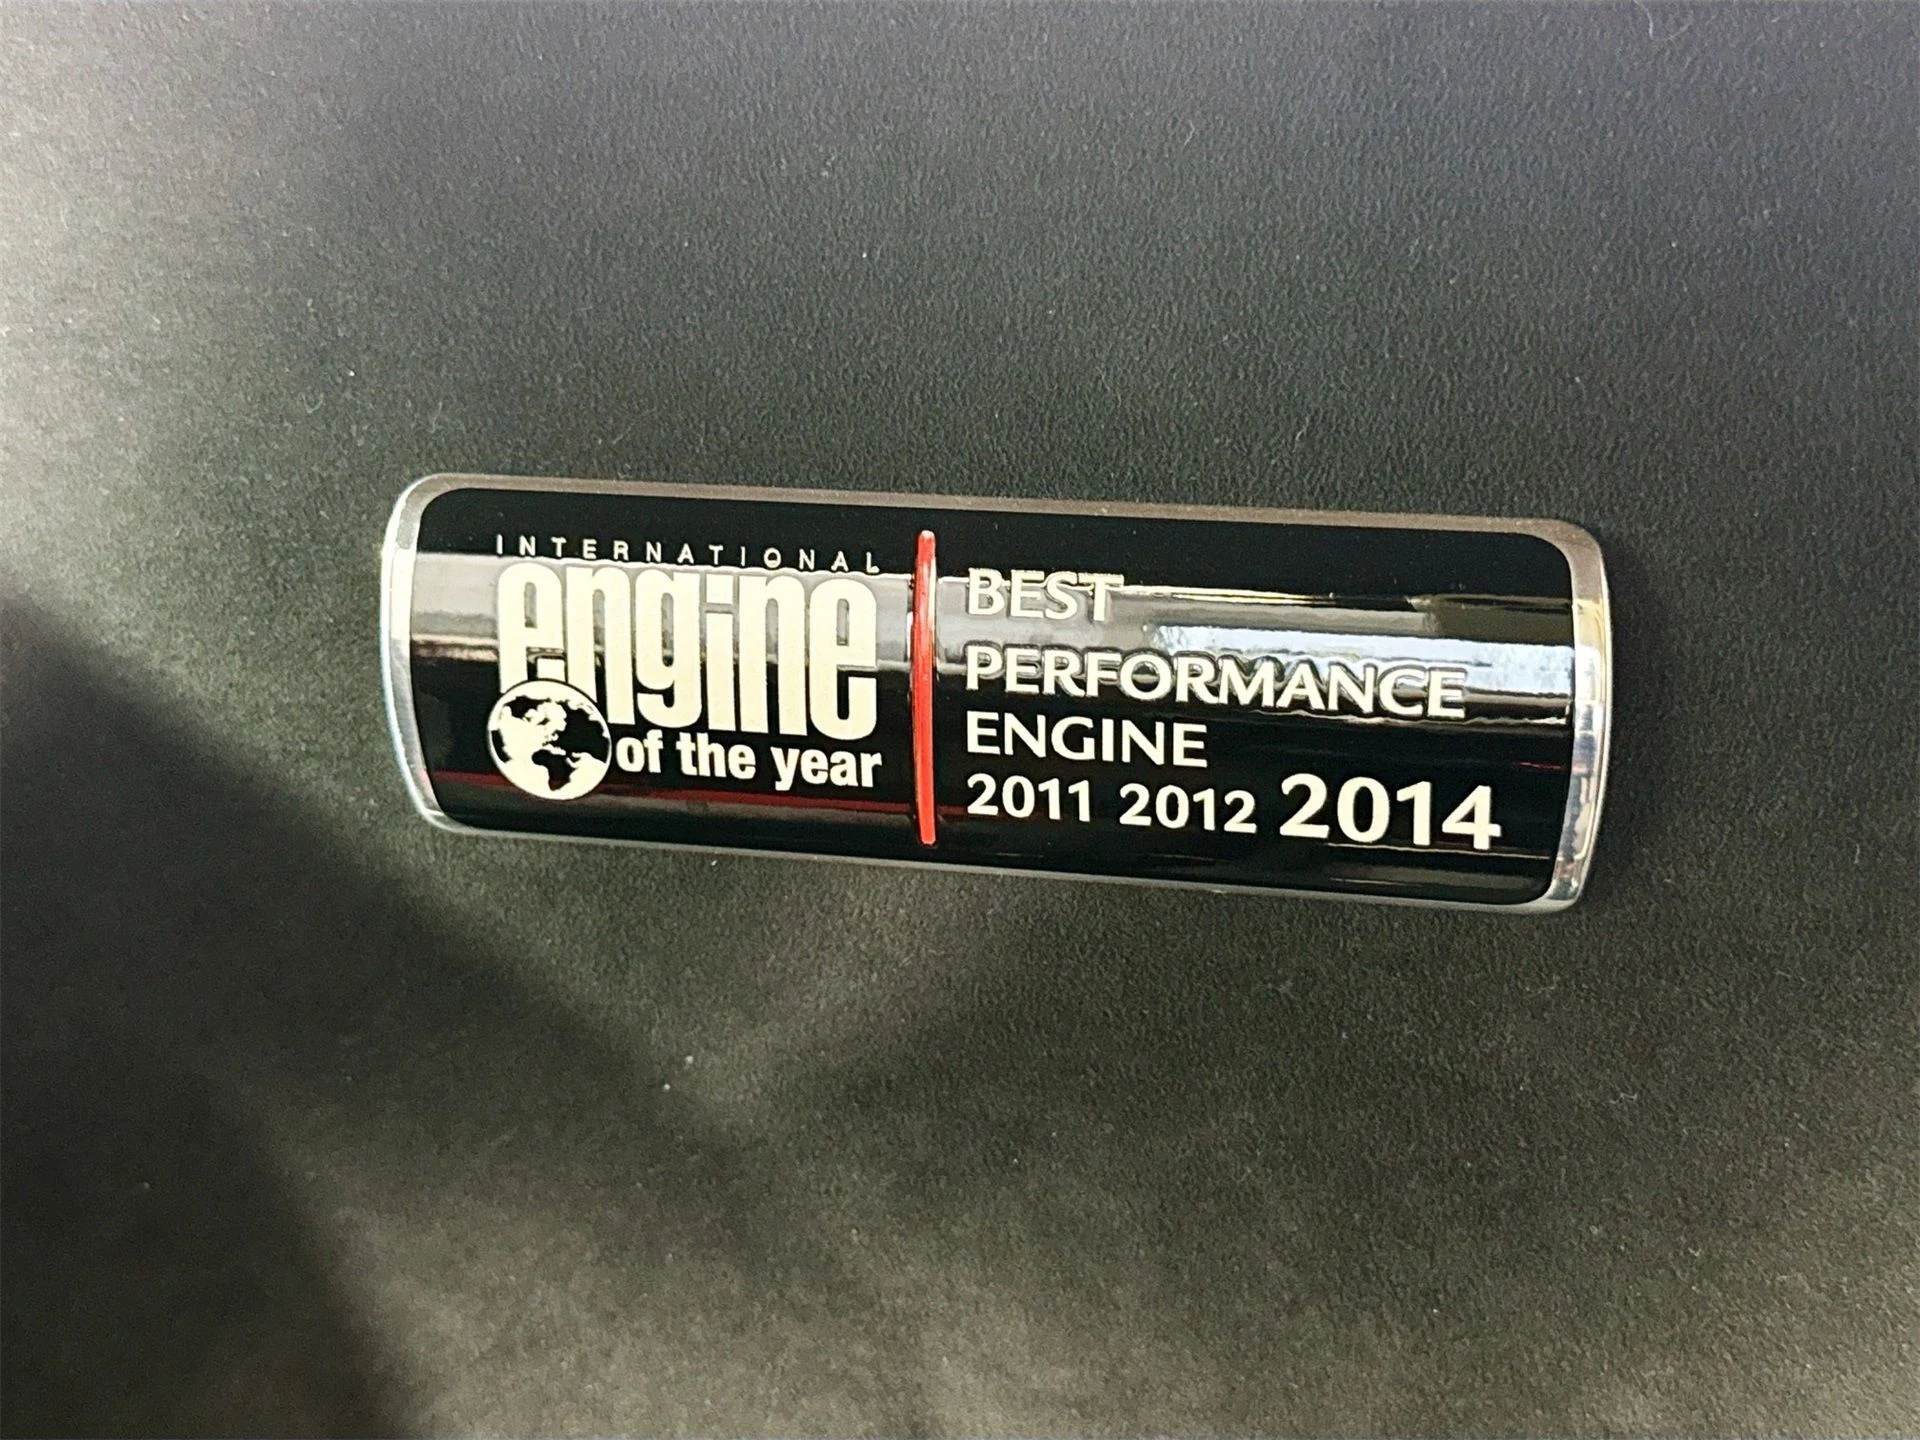 INTERNATIONAL
engine
of the year
BEST
PERFORMANCE
ENGINE
2011 2012 2014